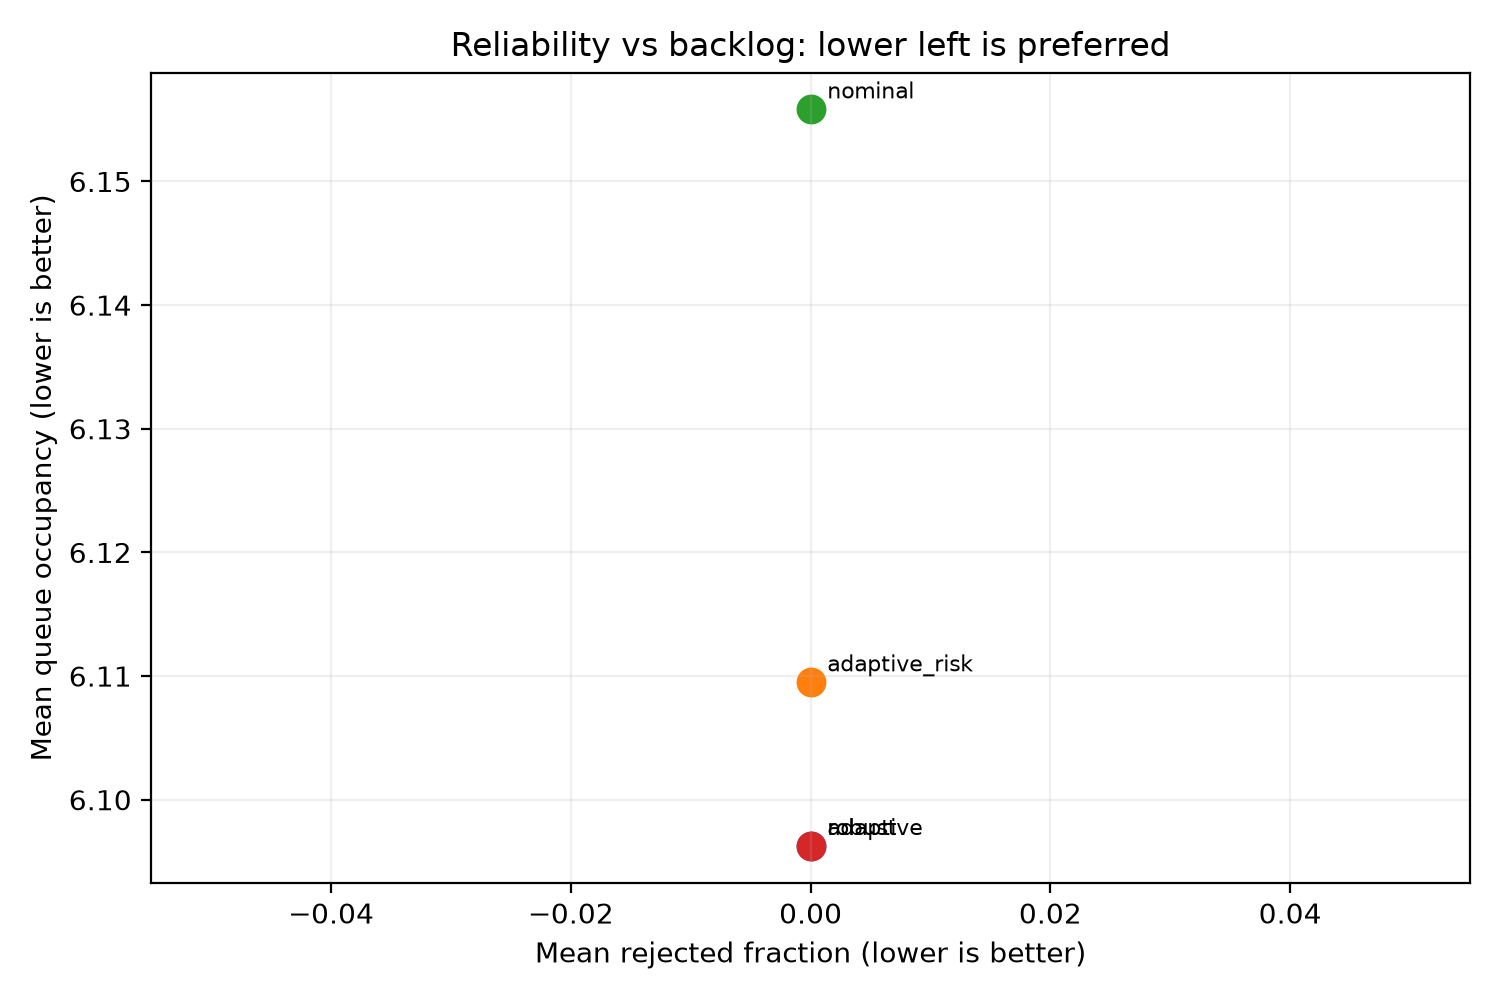 Reliability vs backlog: lower left is preferred
Mean queue occupancy (lower is better)
6.15
6.14
6.13
6.12
6.11
6.10
nominal
adaptive_risk
adaptive
robust
−0.04
−0.02
0.00
0.02
0.04
Mean rejected fraction (lower is better)